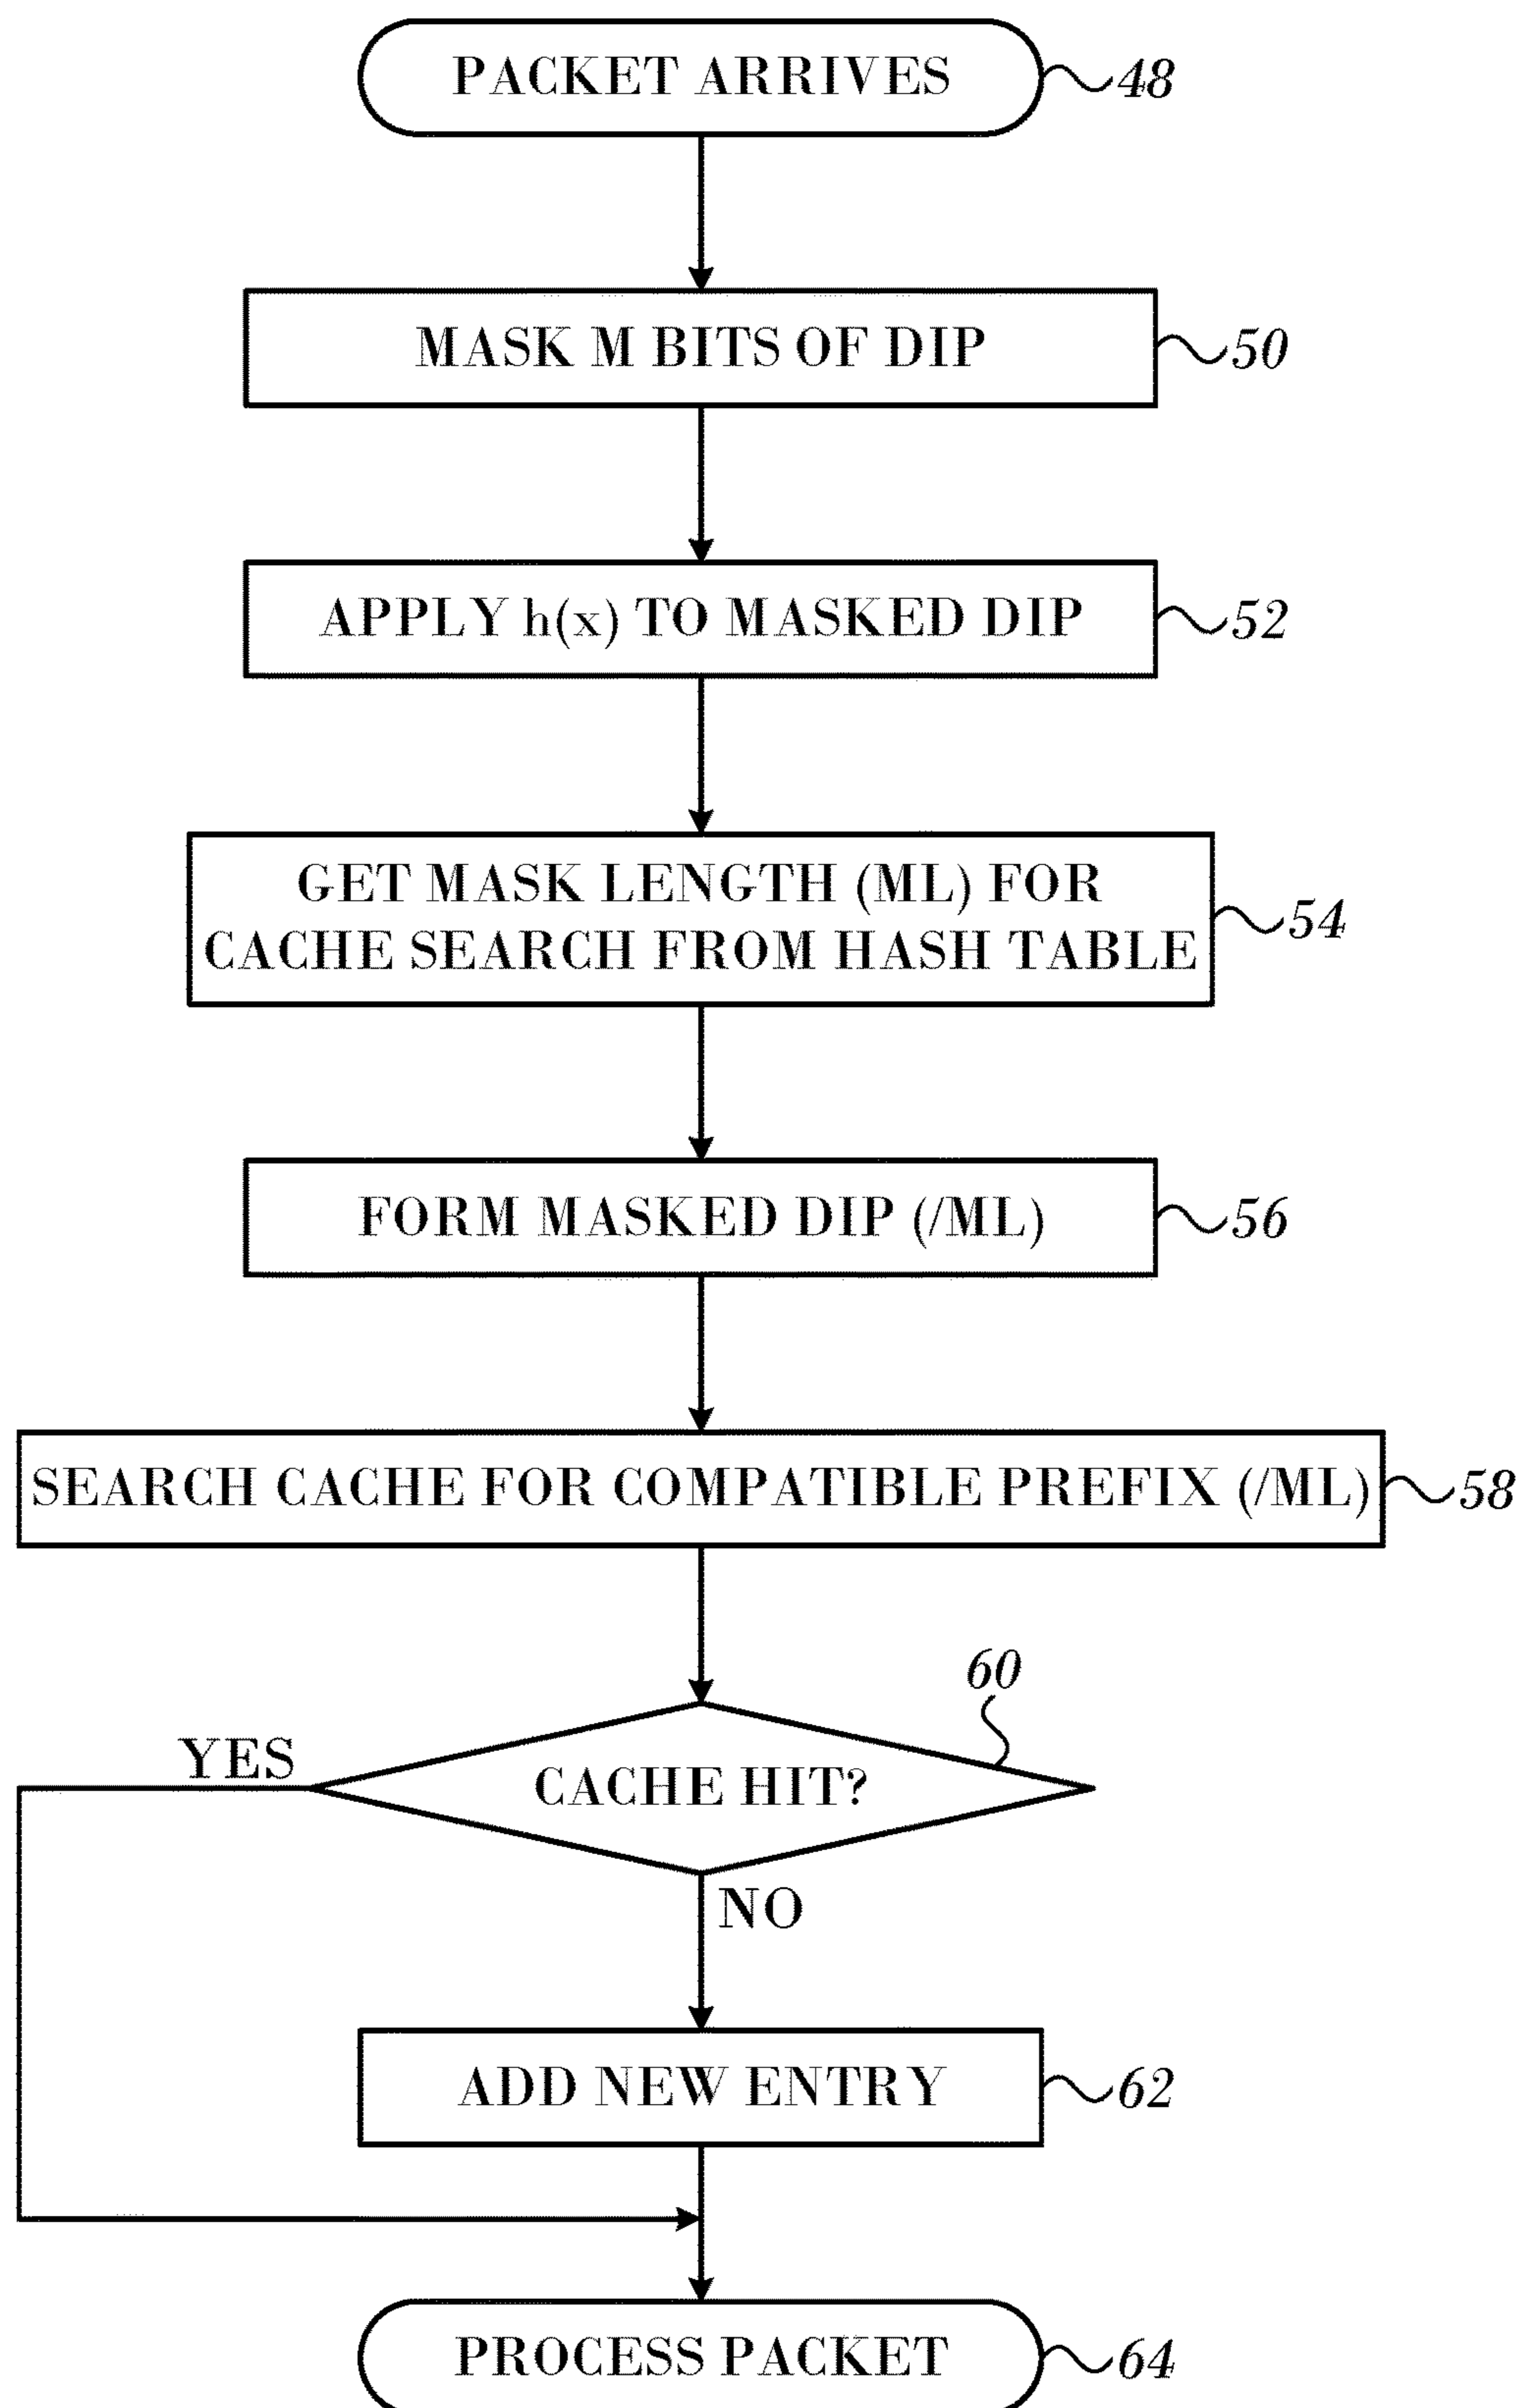 PACKET ARRIVES
48
MASK M BITS OF DIP
50
APPLY h(x) TO MASKED DIP
52
GET MASK LENGTH (ML) FOR
CACHE SEARCH FROM HASH TABLE
54
FORM MASKED DIP (/ML)
56
SEARCH CACHE FOR COMPATIBLE PREFIX (/ML)
58
60
YES
CACHE HIT?
NO
ADD NEW ENTRY
62
PROCESS PACKET
64